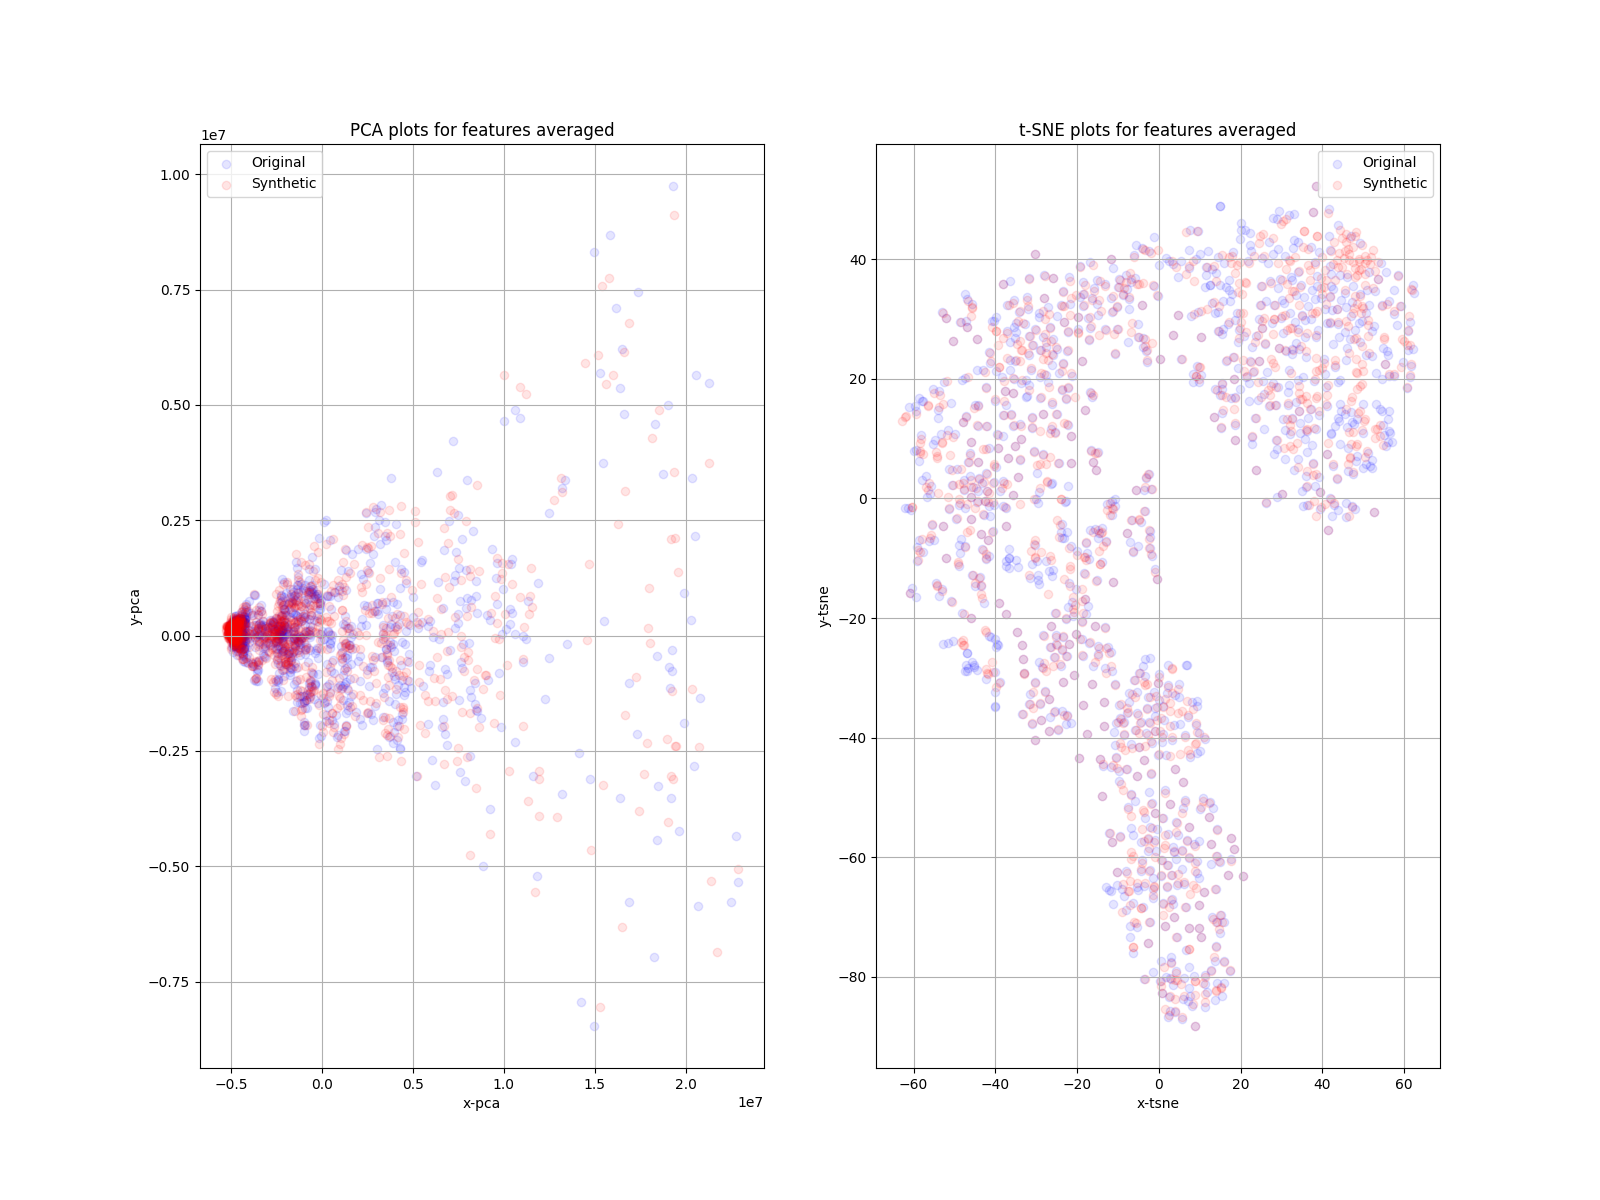 PCA plots for features averaged
1e7
Original
Synthetic
1.00
0.75
0.50
0.25
0.00
−0.25
−0.50
−0.75
y-pca
−0.5 0.0 0.5 1.0 1.5 2.0
x-pca
1e7
t-SNE plots for features averaged
Original
Synthetic
40
20
0
−20
−40
−60
−80
y-tsne
−60 −40 −20 0 20 40 60
x-tsne